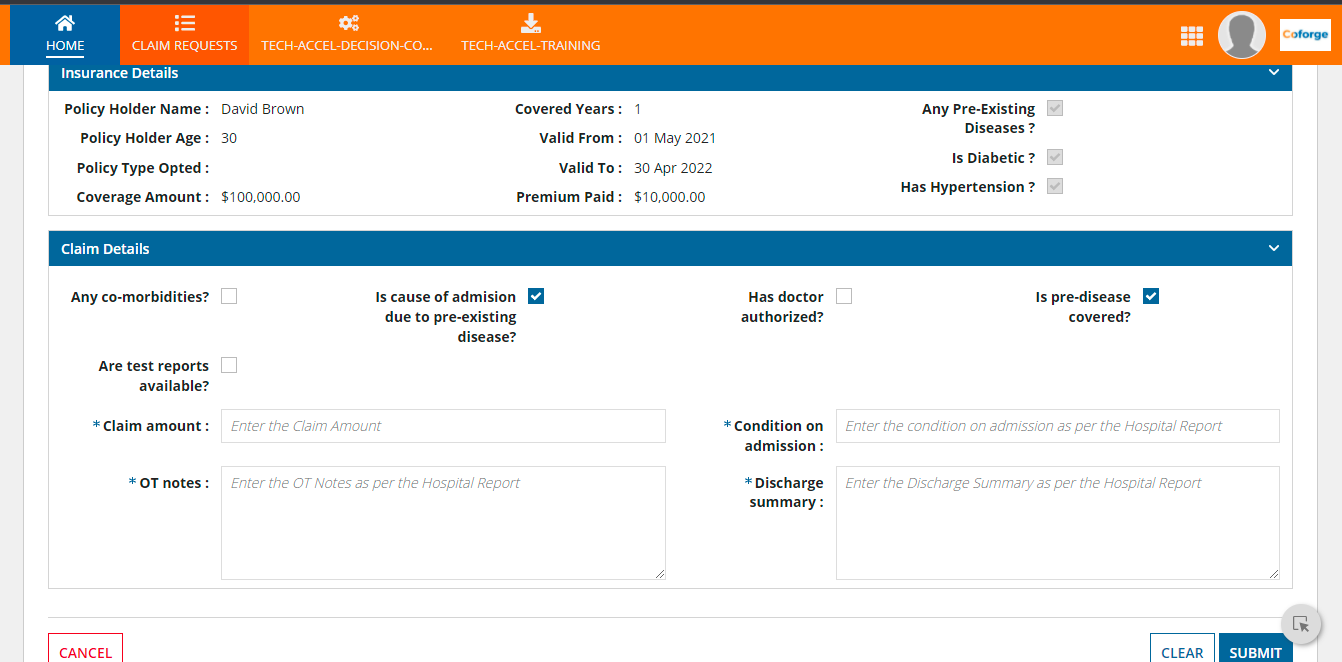 HOME
CLAIM REQUESTS
TECH-ACCEL-DECISION-CO...
TECH-ACCEL-TRAINING
Coforge
Insurance Details
Policy Holder Name : David Brown
Covered Years : 1
Any Pre-Existing
Diseases ?
Policy Holder Age : 30
Valid From : 01 May 2021
Is Diabetic ?
Policy Type Opted :
Valid To : 30 Apr 2022
Has Hypertension ?
Coverage Amount : $100,000.00
Premium Paid : $10,000.00
Claim Details
Any co-morbidities?
Is cause of admision
due to pre-existing
disease?
Has doctor
authorized?
Is pre-disease
covered?
Are test reports
available?
* Claim amount : Enter the Claim Amount
* Condition on
admission :
Enter the condition on admission as per the Hospital Report
* OT notes : Enter the OT Notes as per the Hospital Report
* Discharge
summary :
Enter the Discharge Summary as per the Hospital Report
CANCEL
CLEAR
SUBMIT